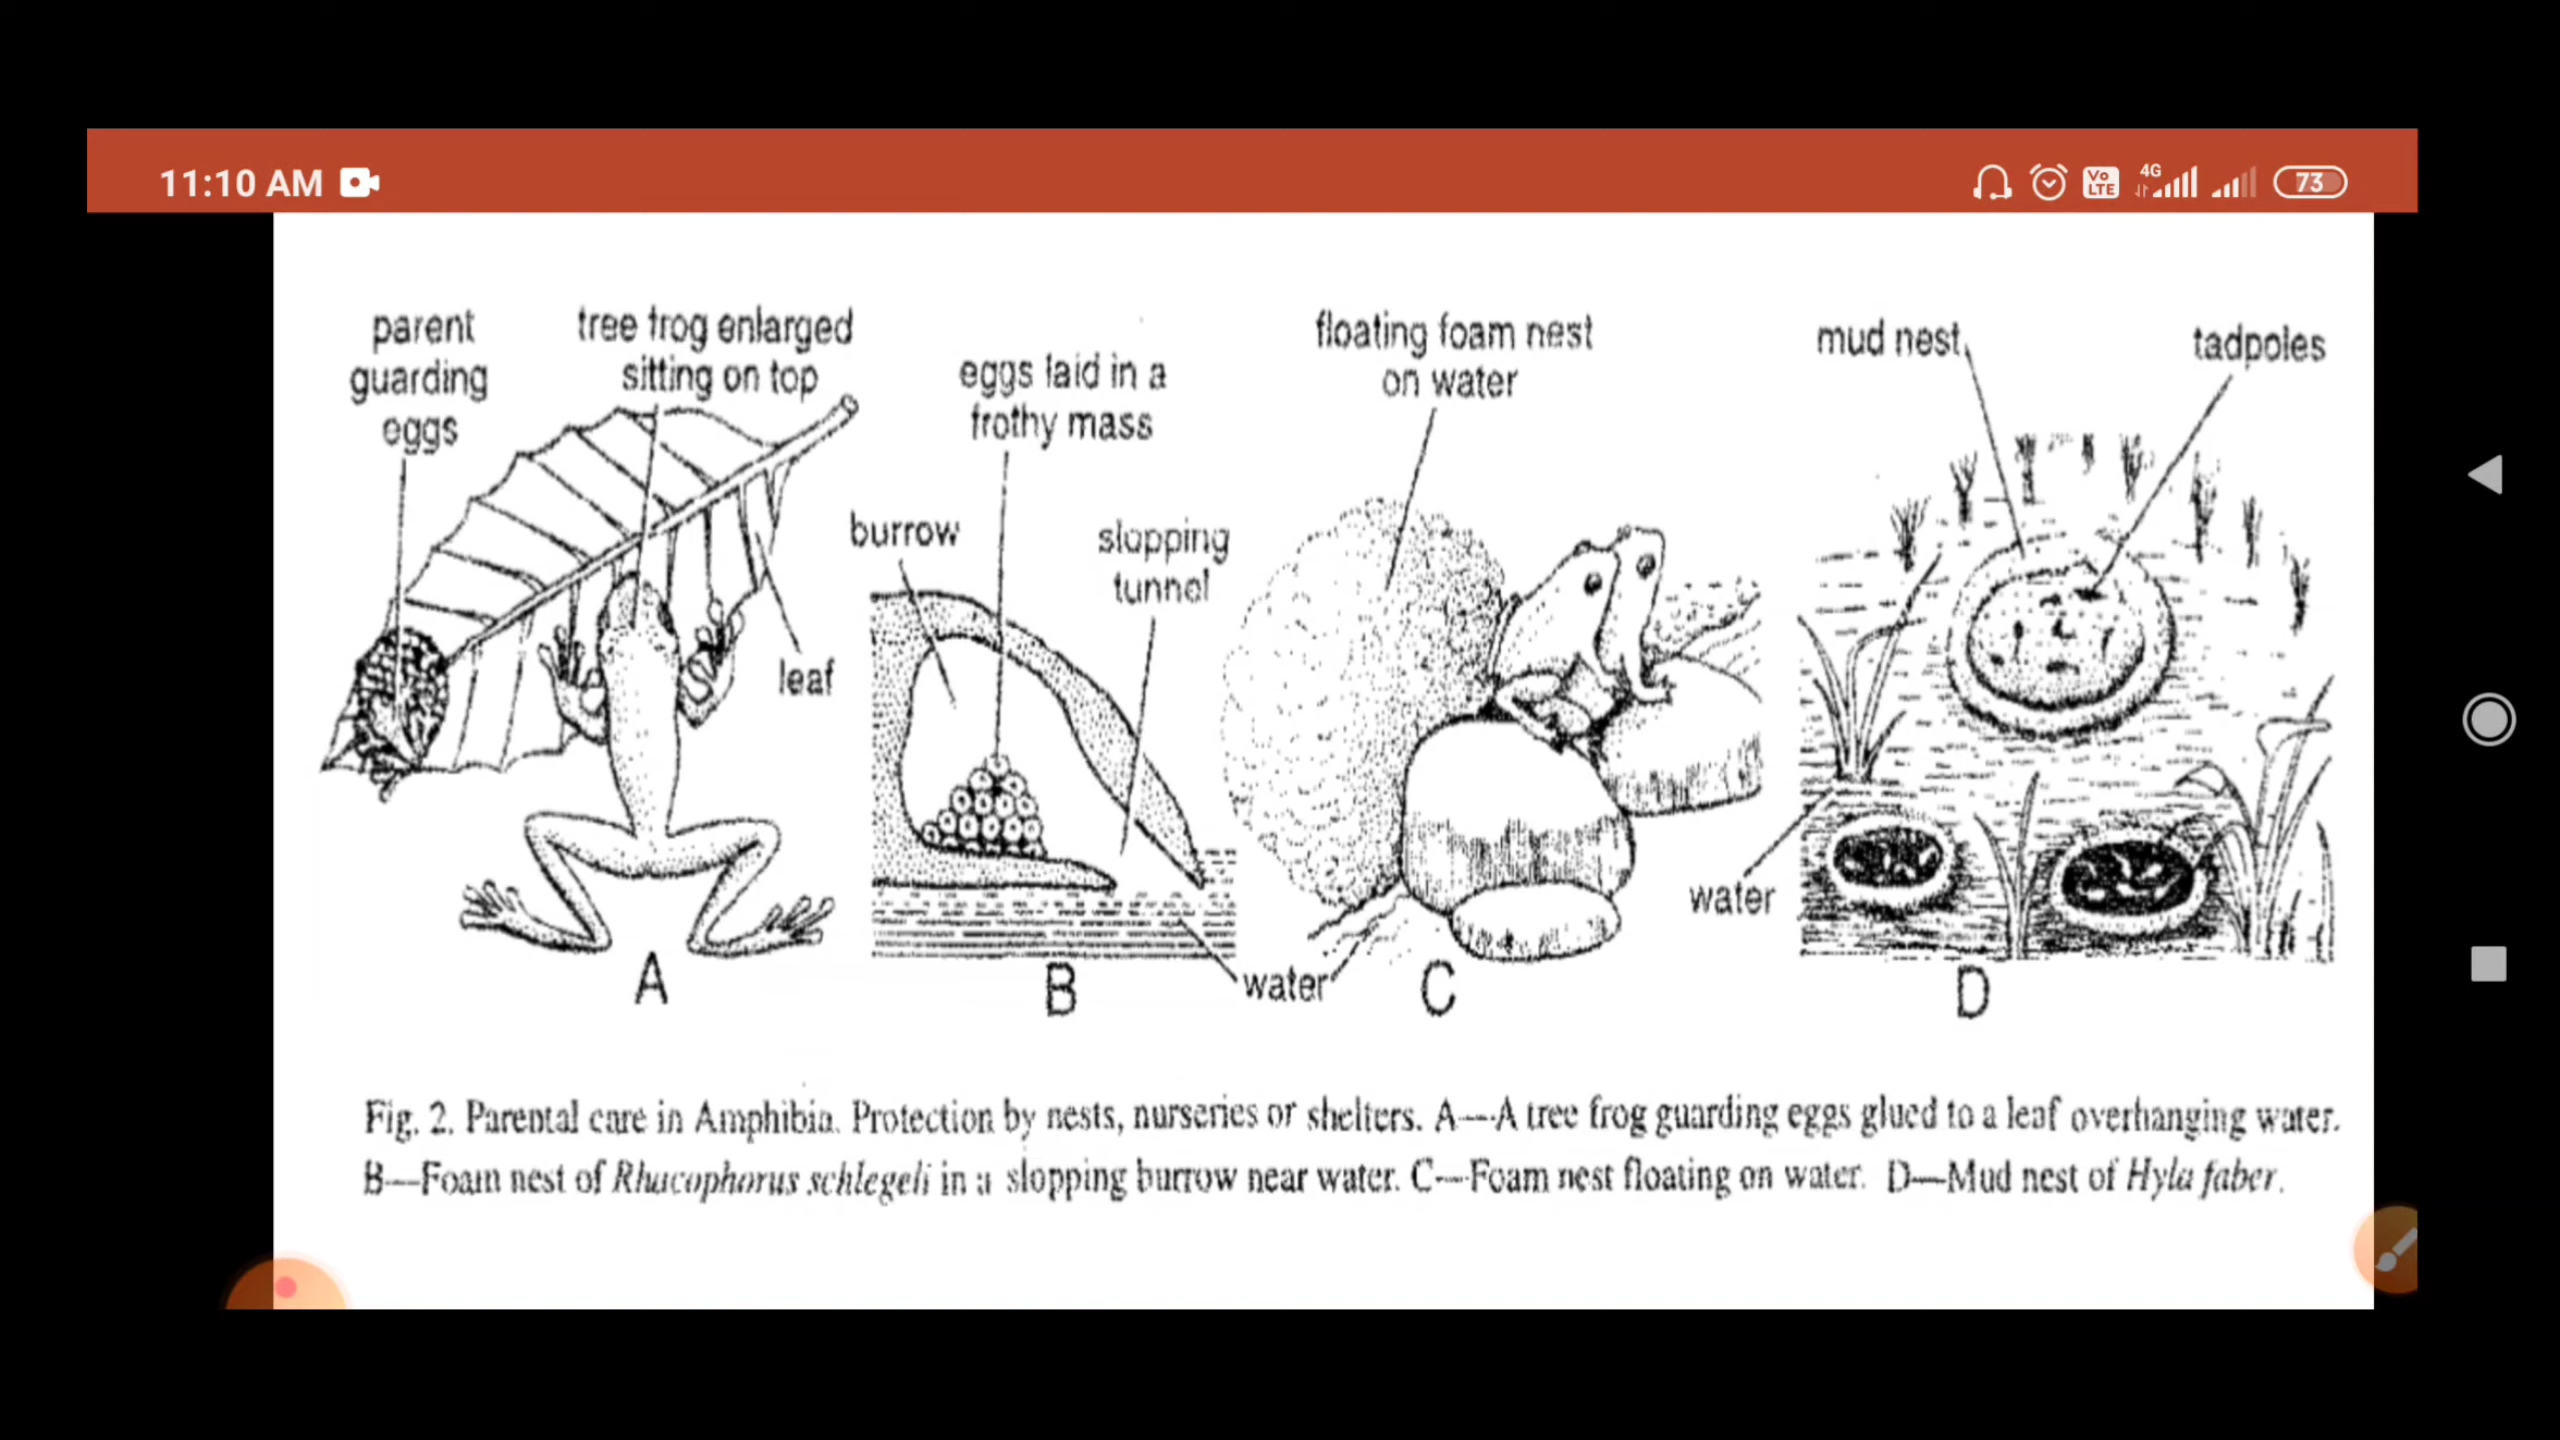 11:10 AM
Vo
LTE
4G
73
parent
guarding
eggs
tree frog enlarged
sitting on top
leaf
eggs laid in a
frothy mass
burrow
slopping
tunnel
floating foam nest
on water
water
mud nest
tadpoles
water
A
B
C
D
Fig. 2. Parental care in Amphibia. Protection by nests, nurseries or shelters. A—A tree frog guarding eggs glued to a leaf overhanging water.
B—Foam nest of Rhacophorus schlegeli in a slopping burrow near water. C—Foam nest floating on water. D—Mud nest of Hyla faber.